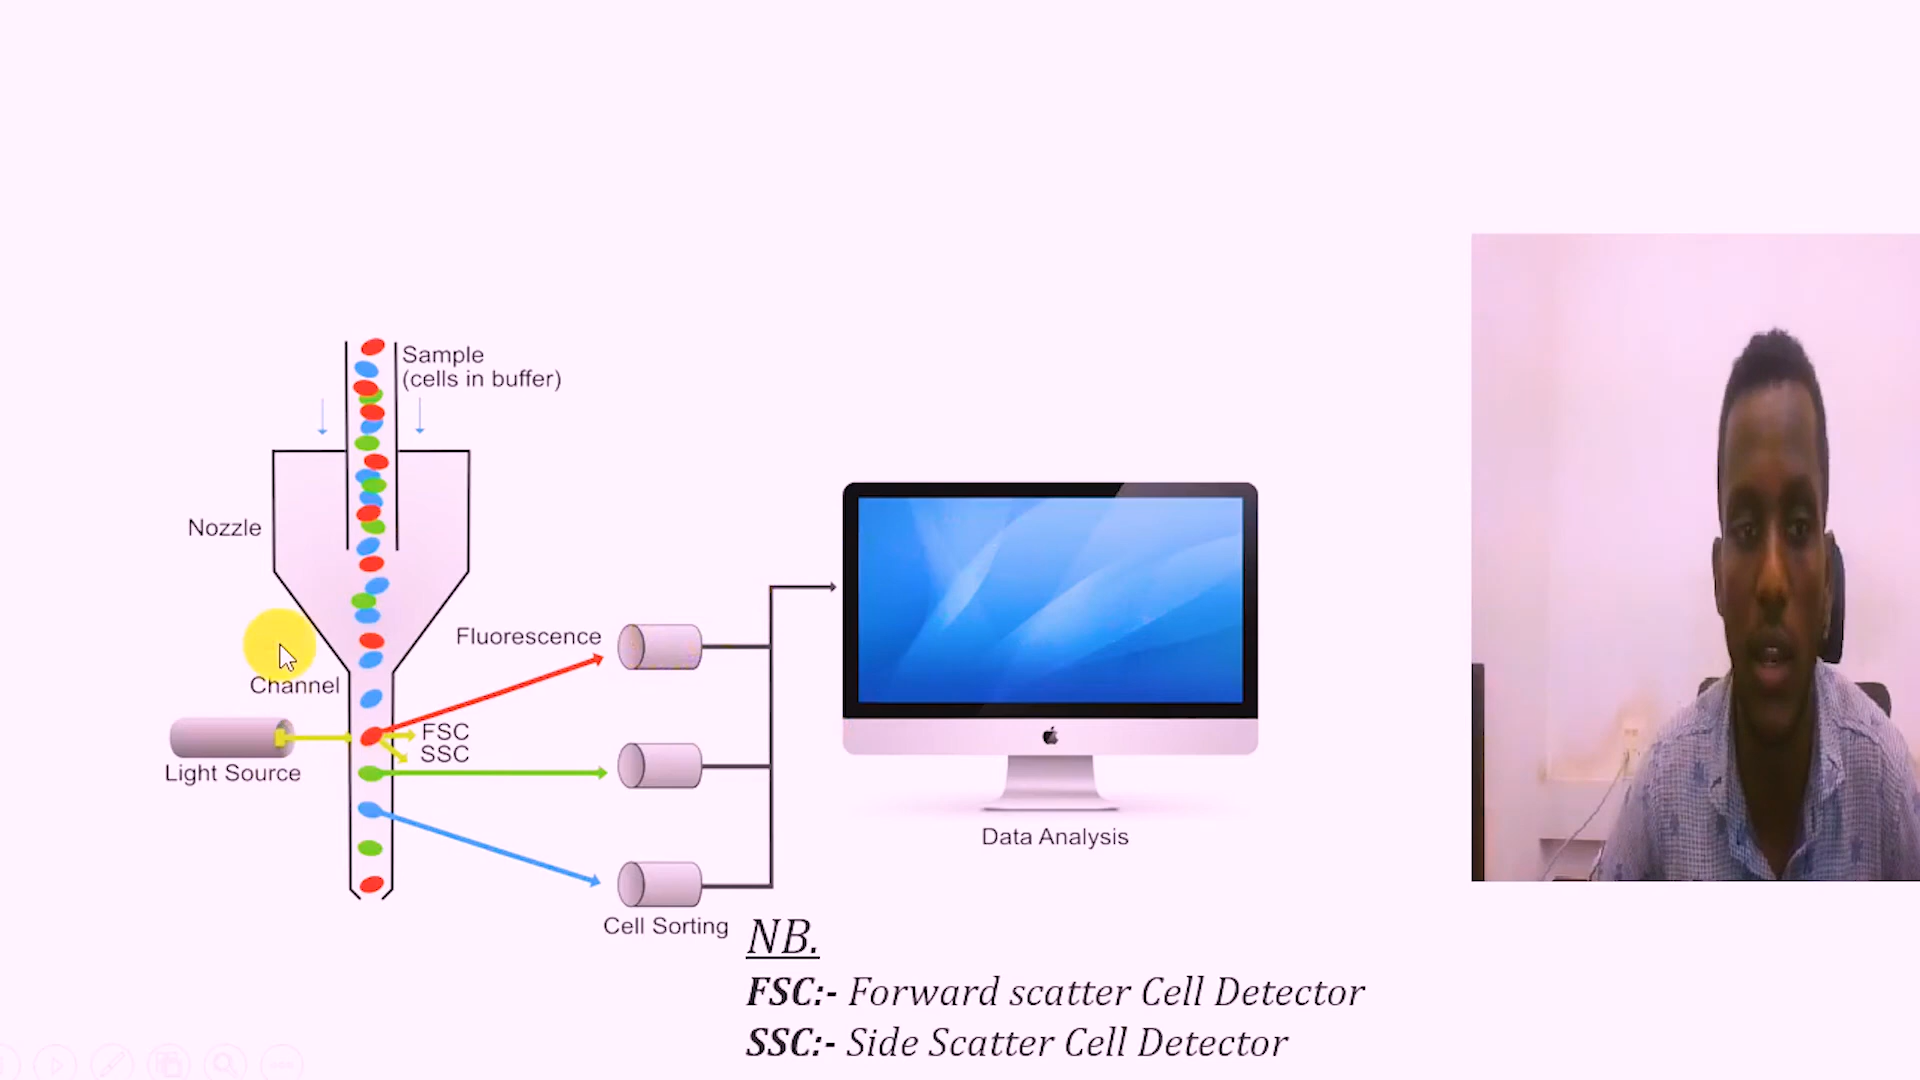 Sample
(cells in buffer)
Nozzle
Fluorescence
Channel
FSC
SSC
Light Source
Data Analysis
Cell Sorting
NB.
FSC:- Forward scatter Cell Detector
SSC:- Side Scatter Cell Detector